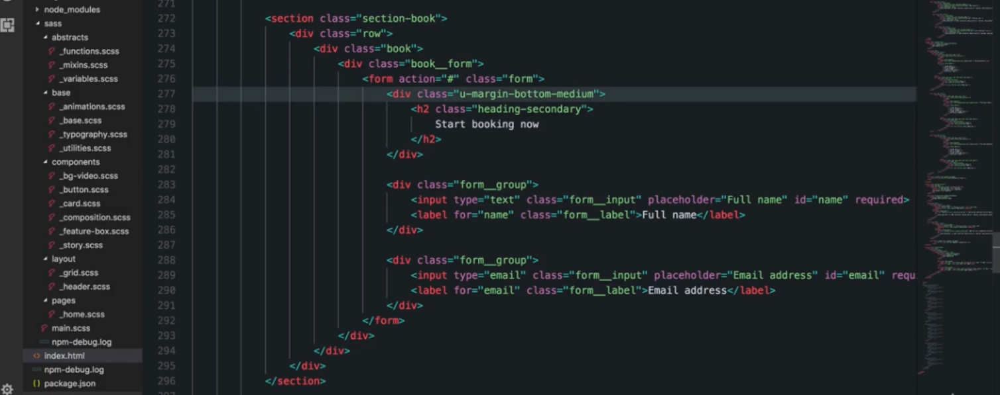 node_modules
sass
abstracts
_functions.scss
_mixins.scss
_variables.scss
base
_animations.scss
_base.scss
_typography.scss
_utilities.scss
components
_bg-video.scss
_button.scss
_card.scss
_composition.scss
_feature-box.scss
_story.scss
layout
_grid.scss
_header.scss
pages
_home.scss
main.scss
npm-debug.log
<> index.html
npm-debug.log
{} package.json
271
272 <section class="section-book">
273 <div class="row">
274 <div class="book">
275 <div class="book__form">
276 <form action="#" class="form">
277 <div class="u-margin-bottom-medium">
278 <h2 class="heading-secondary">
279 Start booking now
280 </h2>
281 </div>
282
283 <div class="form__group">
284 <input type="text" class="form__input" placeholder="Full name" id="name" required>
285 <label for="name" class="form__label">Full name</label>
286 </div>
287
288 <div class="form__group">
289 <input type="email" class="form__input" placeholder="Email address" id="email" requ
290 <label for="email" class="form__label">Email address</label>
291 </div>
292 </form>
293 </div>
294 </div>
295 </div>
296 </section>